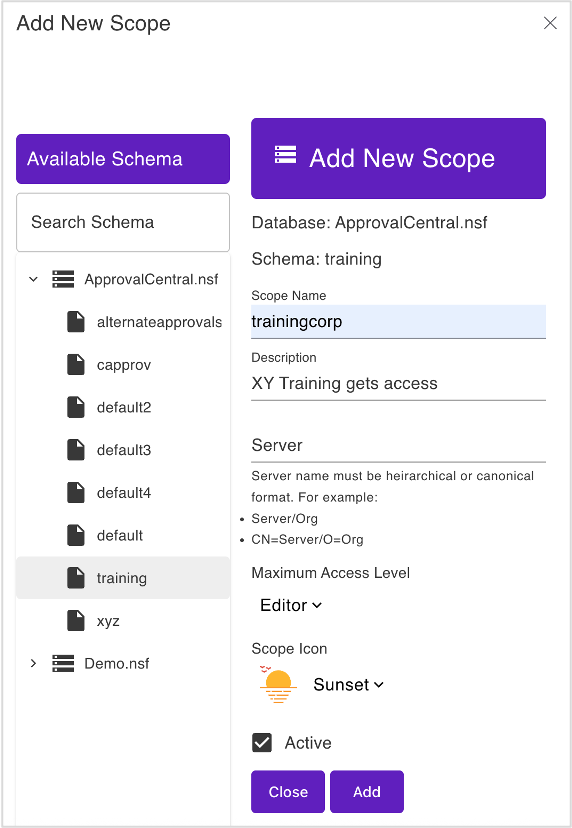 Add New Scope
Available Schema
Search Schema
ApprovalCentral.nsf
alternateapprovals
capprov
default2
default3
default4
default
training
xyz
Demo.nsf
Add New Scope
Database: ApprovalCentral.nsf
Schema: training
Scope Name
trainingcorp
Description
XY Training gets access
Server
Server name must be heirarchical or canonical
format. For example:
• Server/Org
• CN=Server/O=Org
Maximum Access Level
Editor
Scope Icon
Sunset
Active
Close
Add